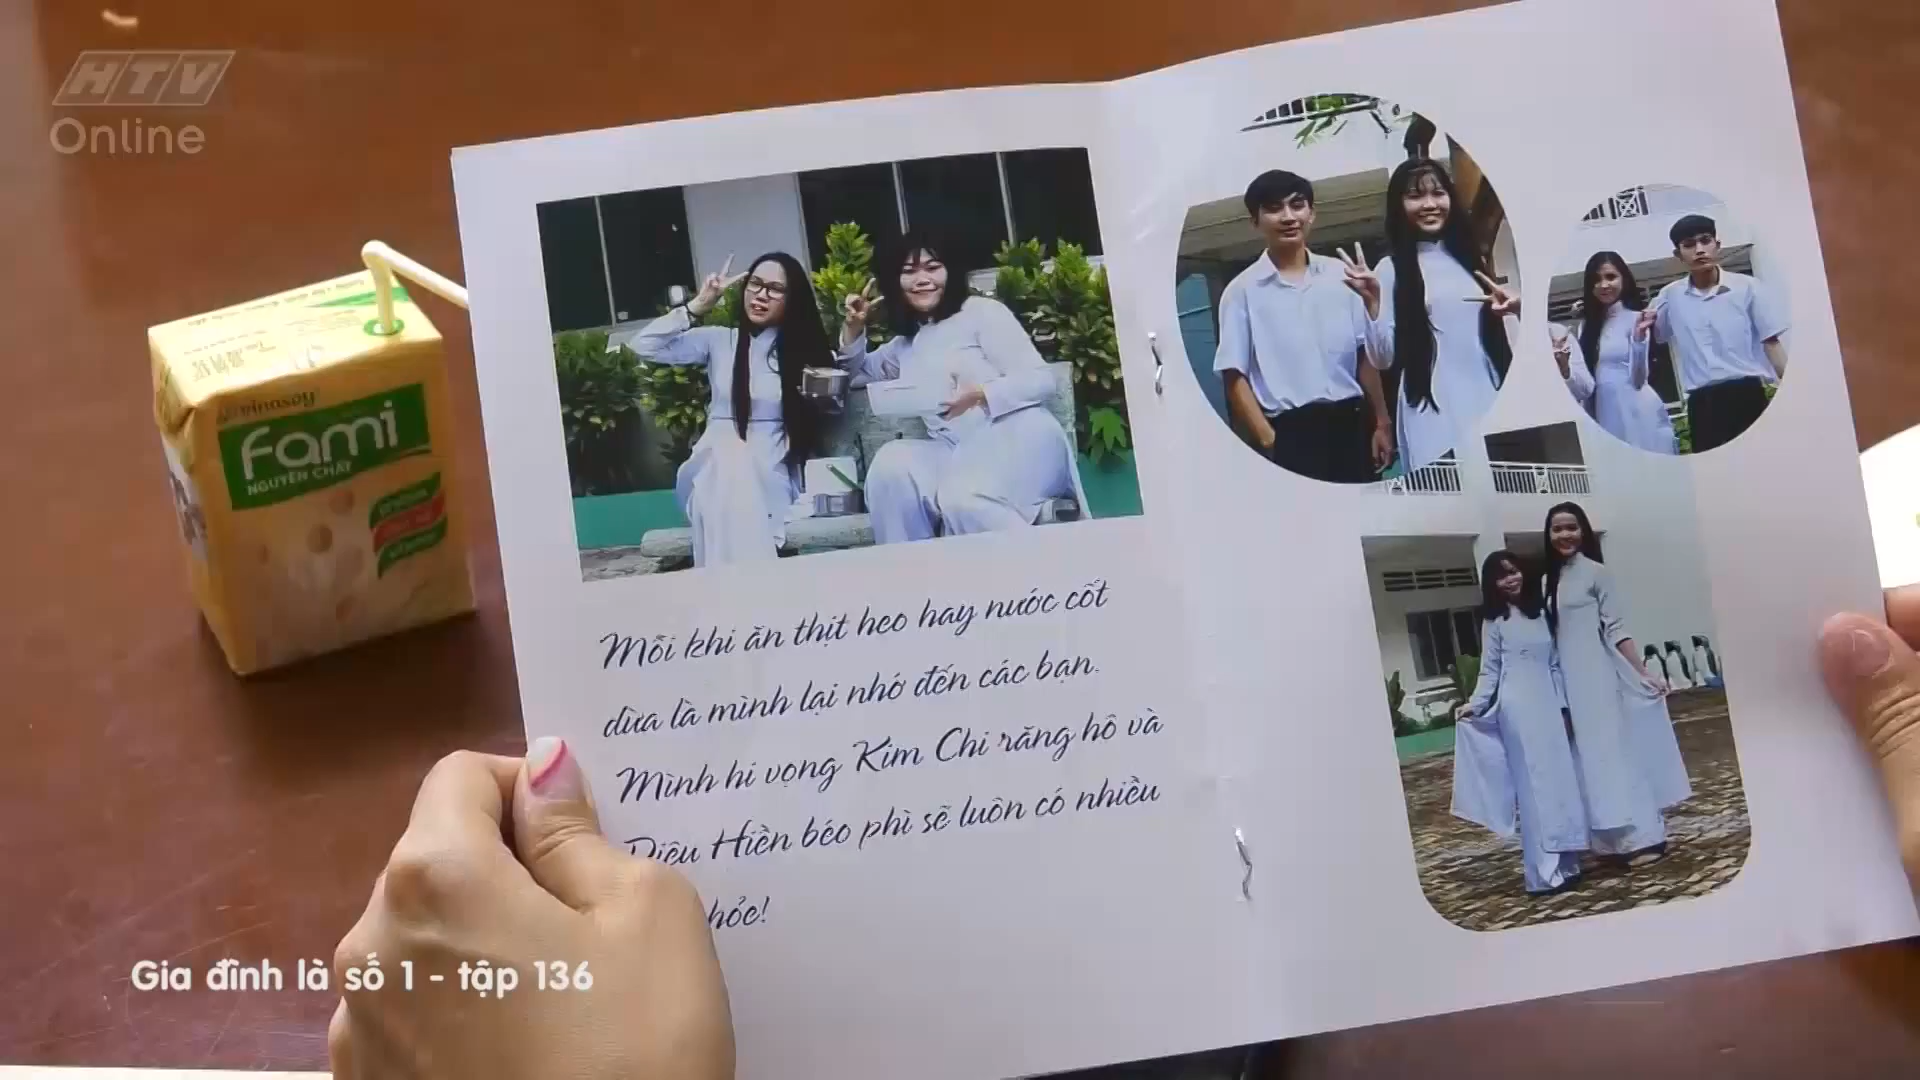 HTV
Online
Vinasoy
fami
NGUYÊN CHẤT
Mỗi khi ăn thịt heo hay nước cốt
dừa là mình lại nhớ đến các bạn.
Mình hi vọng Kim Chi răng hô và
Diệu Hiền béo phì sẽ luôn có nhiều
hỏe!
Gia đình là số 1 - tập 136